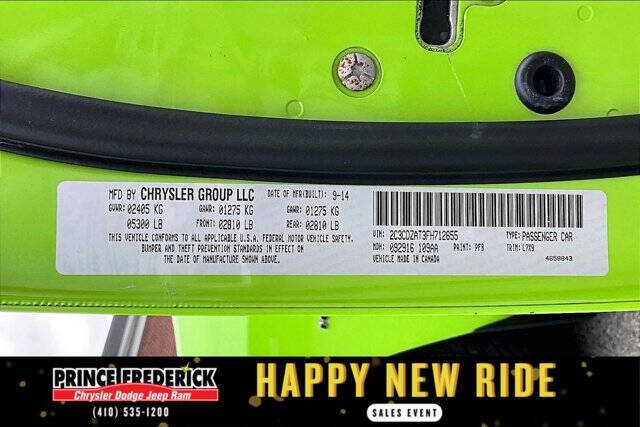 MFD BY CHRYSLER GROUP LLC DATE OF MFR(BUILT): 9-14
GVWR: 02405 KG GAWR: 01275 KG GAWR: 01275 KG
05300 LB FRONT: 02810 LB REAR: 02810 LB
THIS VEHICLE CONFORMS TO ALL APPLICABLE U.S.A. FEDERAL MOTOR VEHICLE SAFETY,
BUMPER AND THEFT PREVENTION STANDARDS IN EFFECT ON
THE DATE OF MANUFACTURE SHOWN ABOVE.
VIN: 2C3CDZAT3FH712655 TYPE: PASSENGER CAR
MDH: 092916 109AA PAINT: PFB TRIM: L7X9
VEHICLE MADE IN CANADA 4658843
PRINCE FREDERICK
Chrysler Dodge Jeep Ram
(410) 535-1200
HAPPY NEW RIDE
SALES EVENT